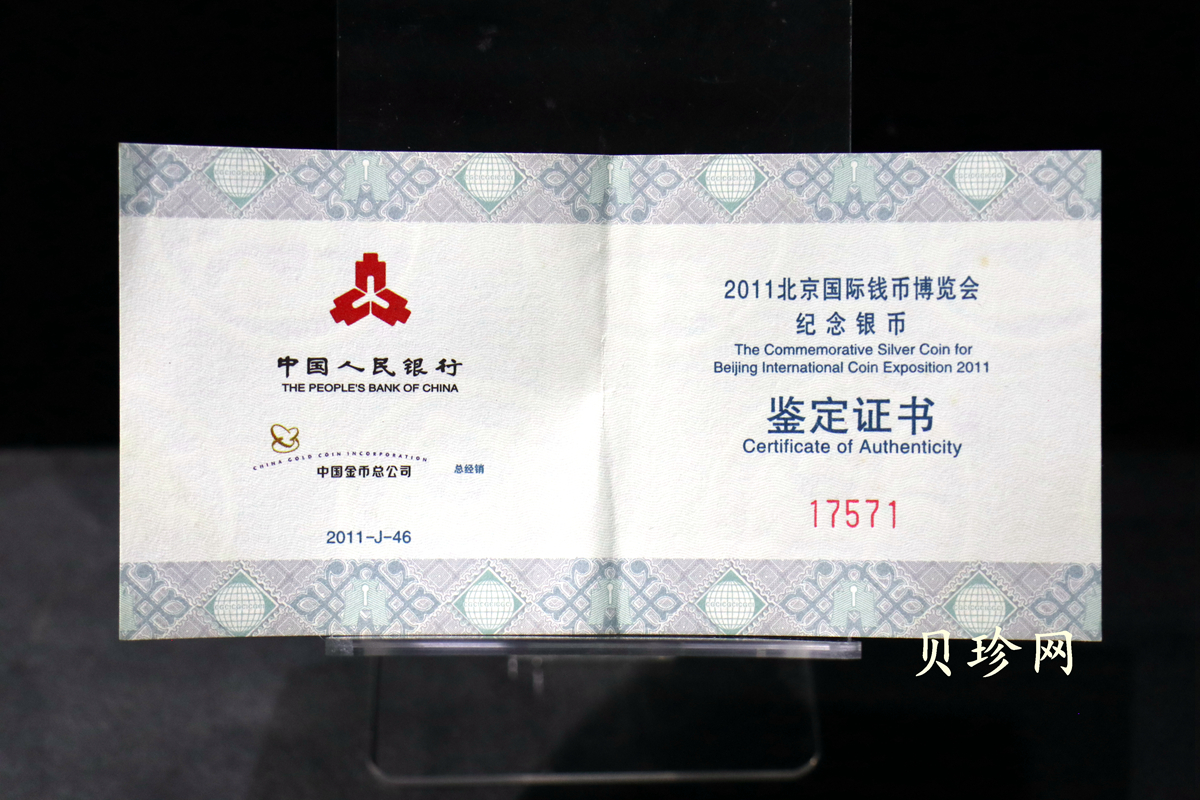 中国人民银行
THE PEOPLE'S BANK OF CHINA
CHINA GOLD COIN INCORPORATION
中国金币总公司 总经销
2011-J-46
2011北京国际钱币博览会
纪念银币
The Commemorative Silver Coin for
Beijing International Coin Exposition 2011
鉴定证书
Certificate of Authenticity
17571
贝珍网